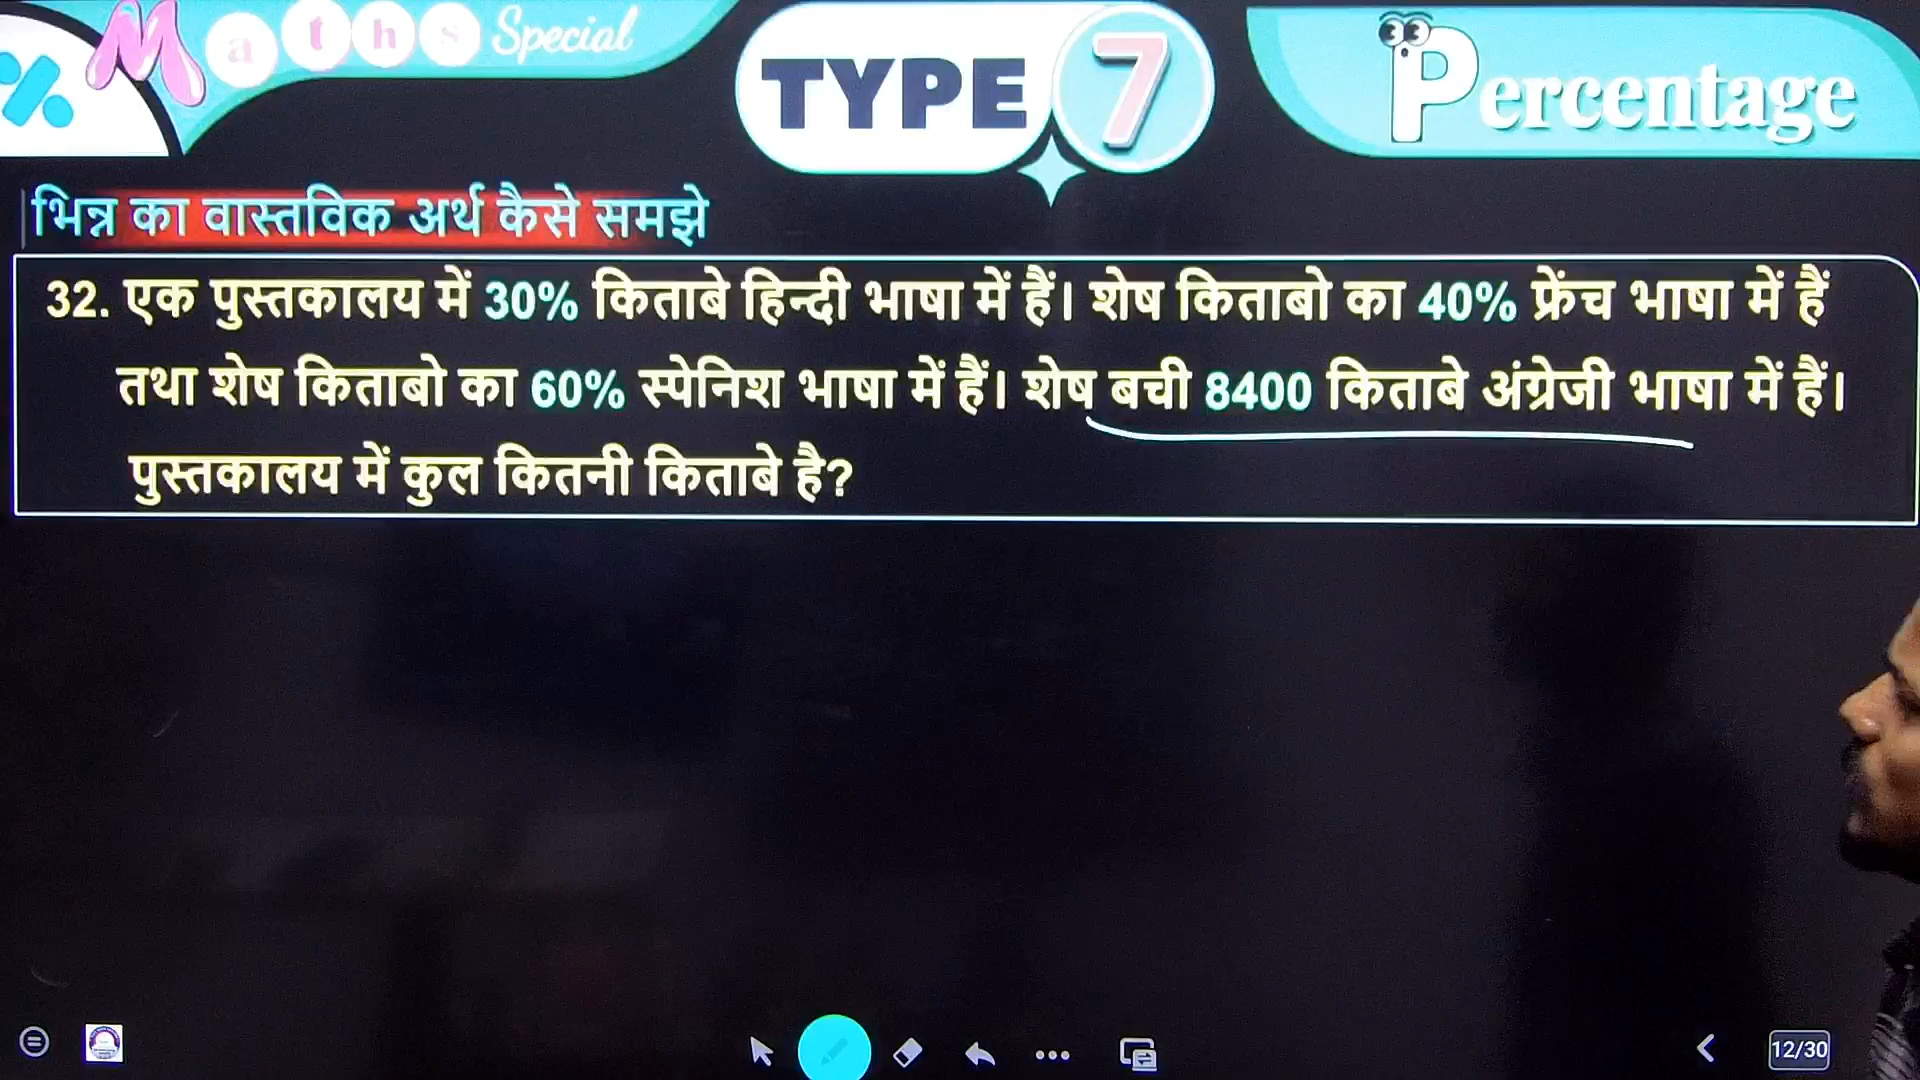 %
Maths Special
TYPE 7
Percentage
भिन्न का वास्तविक अर्थ कैसे समझे
32. एक पुस्तकालय में 30% किताबे हिन्दी भाषा में हैं। शेष किताबो का 40% फ्रेंच भाषा में हैं
तथा शेष किताबो का 60% स्पेनिश भाषा में हैं। शेष बची 8400 किताबे अंग्रेजी भाषा में हैं।
पुस्तकालय में कुल कितनी किताबे है?
12/30